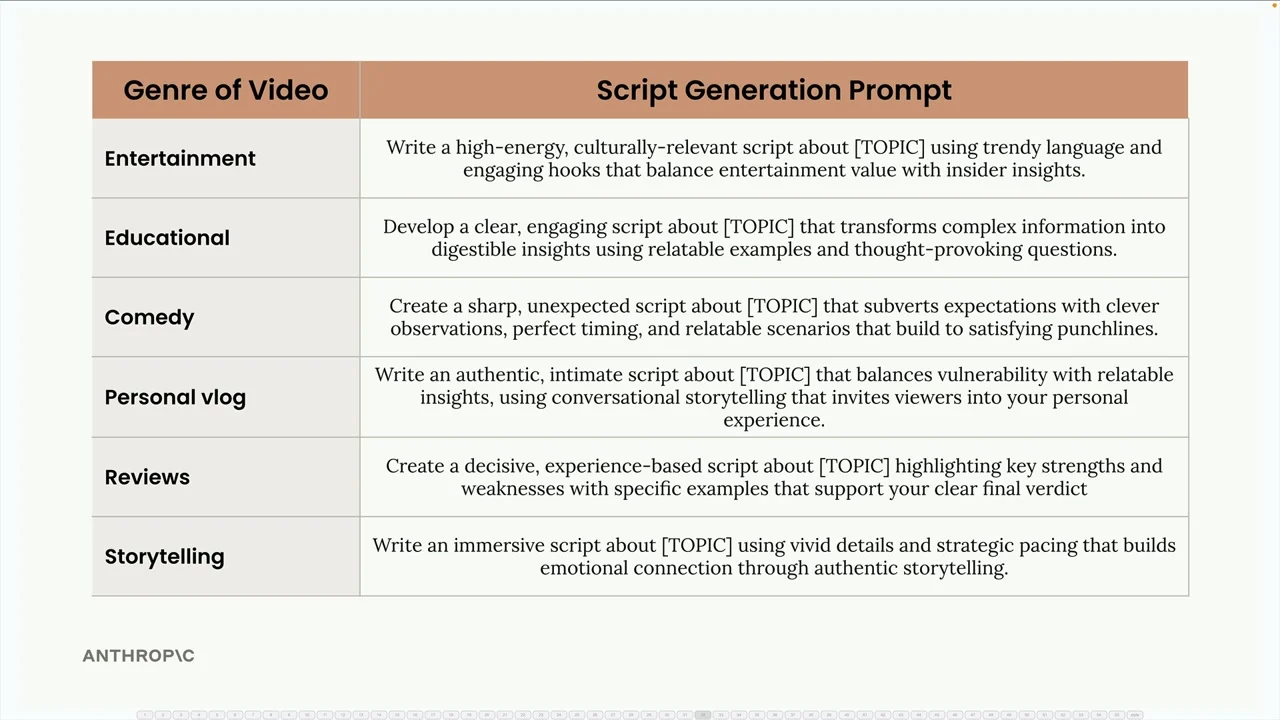 Genre of Video
Script Generation Prompt
Entertainment
Write a high-energy, culturally-relevant script about [TOPIC] using trendy language and
engaging hooks that balance entertainment value with insider insights.
Educational
Develop a clear, engaging script about [TOPIC] that transforms complex information into
digestible insights using relatable examples and thought-provoking questions.
Comedy
Create a sharp, unexpected script about [TOPIC] that subverts expectations with clever
observations, perfect timing, and relatable scenarios that build to satisfying punchlines.
Personal vlog
Write an authentic, intimate script about [TOPIC] that balances vulnerability with relatable
insights, using conversational storytelling that invites viewers into your personal
experience.
Reviews
Create a decisive, experience-based script about [TOPIC] highlighting key strengths and
weaknesses with specific examples that support your clear final verdict
Storytelling
Write an immersive script about [TOPIC] using vivid details and strategic pacing that builds
emotional connection through authentic storytelling.
ANTHROP\C